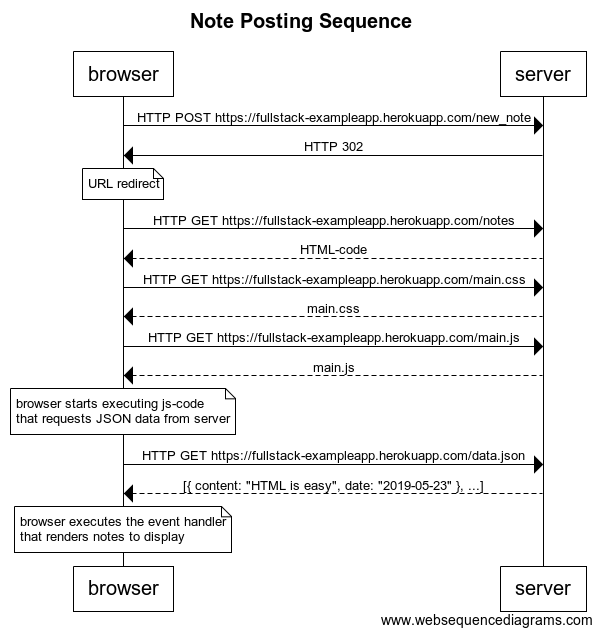 Note Posting Sequence
browser
server
HTTP POST https://fullstack-exampleapp.herokuapp.com/new_note
HTTP 302
URL redirect
HTTP GET https://fullstack-exampleapp.herokuapp.com/notes
HTML-code
HTTP GET https://fullstack-exampleapp.herokuapp.com/main.css
main.css
HTTP GET https://fullstack-exampleapp.herokuapp.com/main.js
main.js
browser starts executing js-code
that requests JSON data from server
HTTP GET https://fullstack-exampleapp.herokuapp.com/data.json
[{ content: "HTML is easy", date: "2019-05-23" }, ...]
browser executes the event handler
that renders notes to display
browser
server
www.websequencediagrams.com